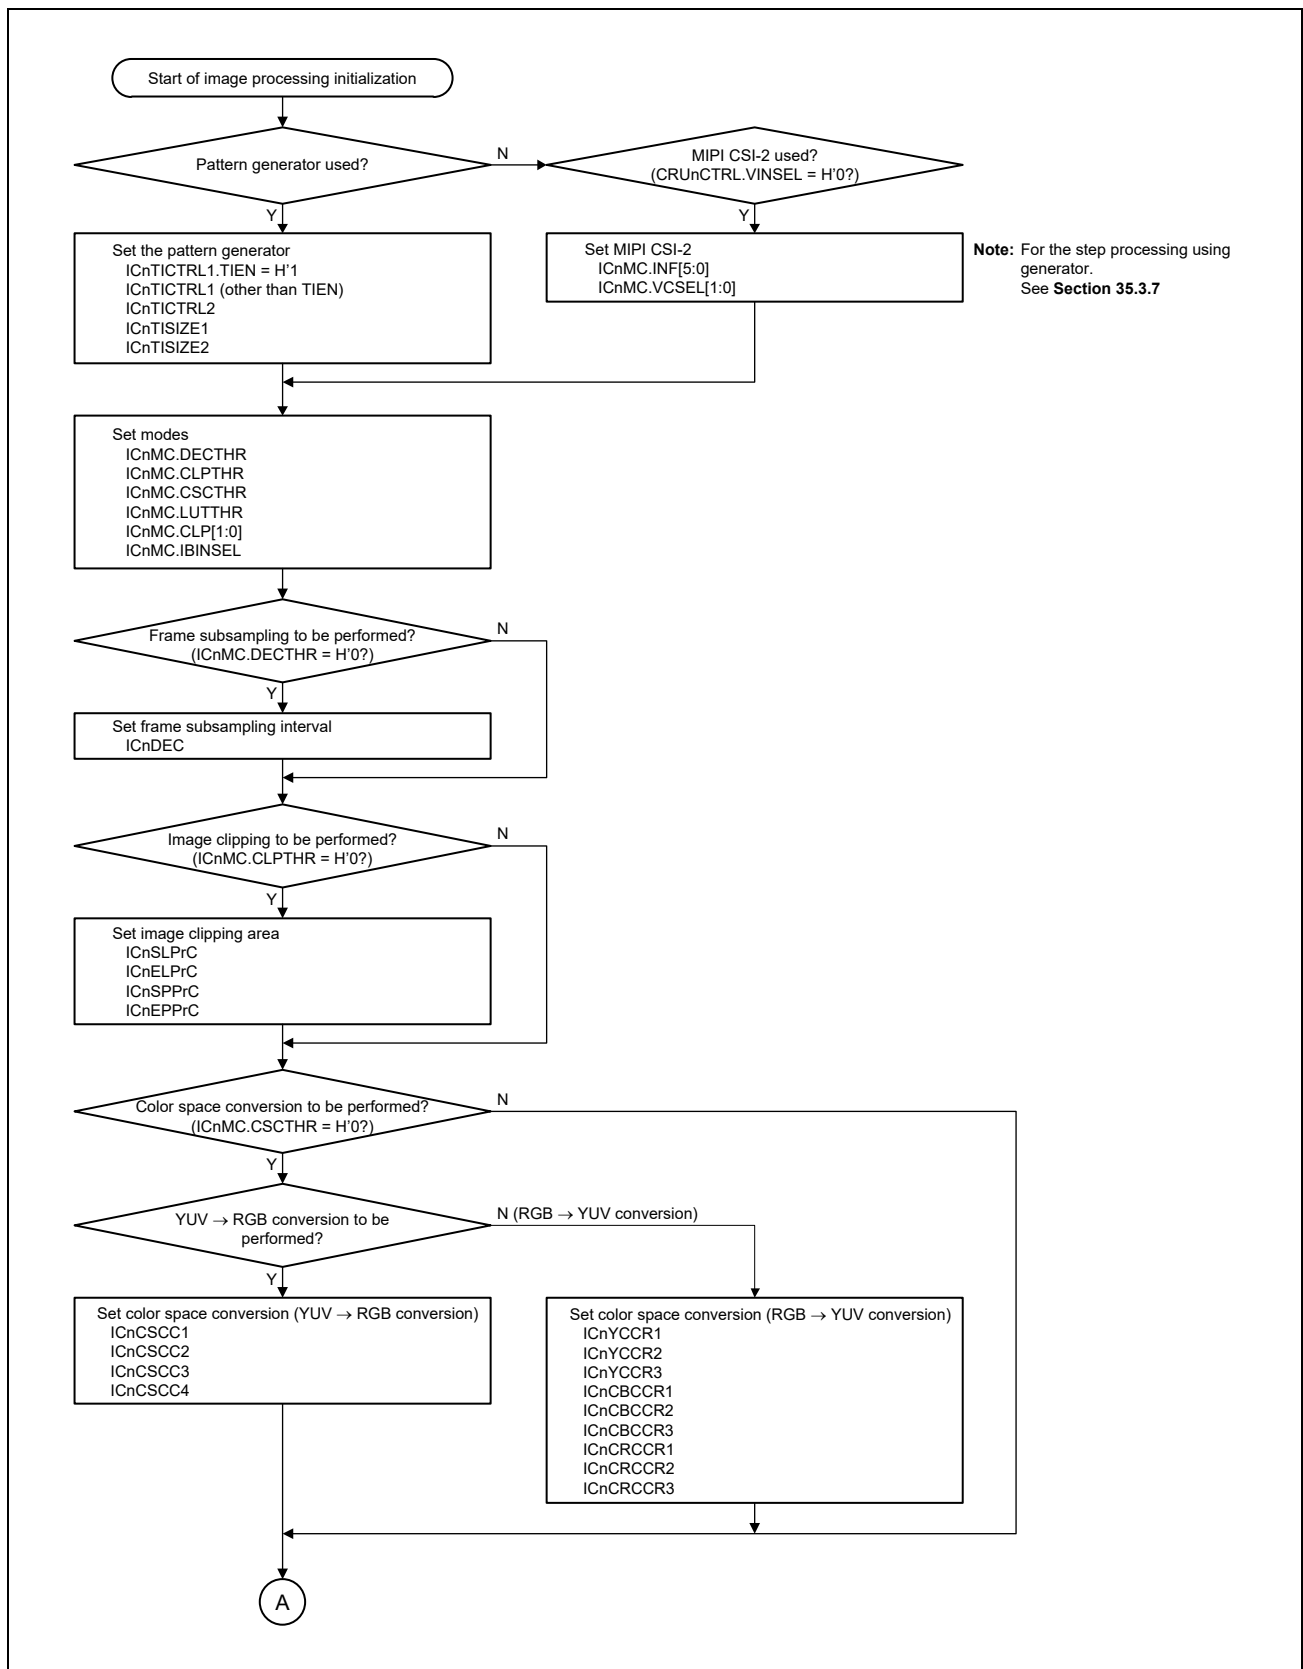 Start of image processing initialization
Pattern generator used?
N
MIPI CSI-2 used?
(CRUnCTRL.VINSEL = H'0?)
Y
Y
Set the pattern generator
ICnTICTRL1.TIEN = H'1
ICnTICTRL1 (other than TIEN)
ICnTICTRL2
ICnTISIZE1
ICnTISIZE2
Set MIPI CSI-2
ICnMC.INF[5:0]
ICnMC.VCSEL[1:0]
Note: For the step processing using
generator.
See Section 35.3.7
Set modes
ICnMC.DECTHR
ICnMC.CLPTHR
ICnMC.CSCTHR
ICnMC.LUTTHR
ICnMC.CLP[1:0]
ICnMC.IBINSEL
Frame subsampling to be performed?
(ICnMC.DECTHR = H'0?)
N
Y
Set frame subsampling interval
ICnDEC
Image clipping to be performed?
(ICnMC.CLPTHR = H'0?)
N
Y
Set image clipping area
ICnSLPrC
ICnELPrC
ICnSPPrC
ICnEPPrC
Color space conversion to be performed?
(ICnMC.CSCTHR = H'0?)
N
Y
YUV → RGB conversion to be
performed?
N (RGB → YUV conversion)
Y
Set color space conversion (YUV → RGB conversion)
ICnCSCC1
ICnCSCC2
ICnCSCC3
ICnCSCC4
Set color space conversion (RGB → YUV conversion)
ICnYCCR1
ICnYCCR2
ICnYCCR3
ICnCBCCR1
ICnCBCCR2
ICnCBCCR3
ICnCRCCR1
ICnCRCCR2
ICnCRCCR3
A